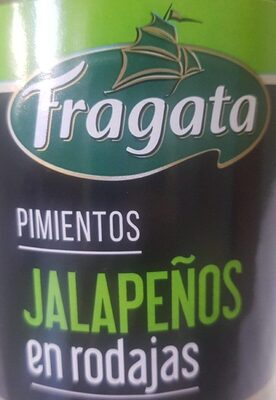 Fragata
PIMIENTOS
JALAPEÑOS
en rodajas